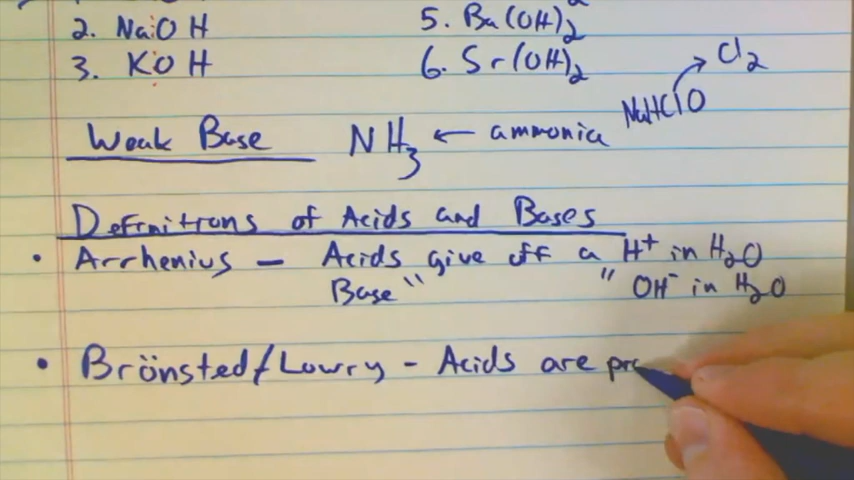 2. NaOH 5. Ba(OH)2
3. KOH 6. Sr(OH)2 Cl2
NaHClO
Weak Base NH3 ← ammonia
Definitions of Acids and Bases
• Arrhenius - Acids give off a H+ in H2O
Base " " OH- in H2O
• Brönsted/Lowry - Acids are pro